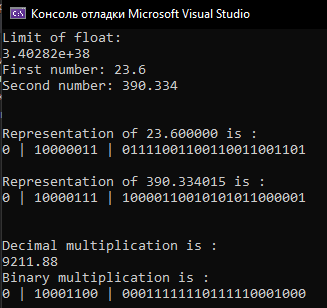 Консоль отладки Microsoft Visual Studio
Limit of float:
3.40282e+38
First number: 23.6
Second number: 390.334
Representation of 23.600000 is :
0 | 10000011 | 01111001100110011001101
Representation of 390.334015 is :
0 | 10000111 | 10000110010101011000001
Decimal multiplication is :
9211.88
Binary multiplication is :
0 | 10001100 | 00011111110111110001000